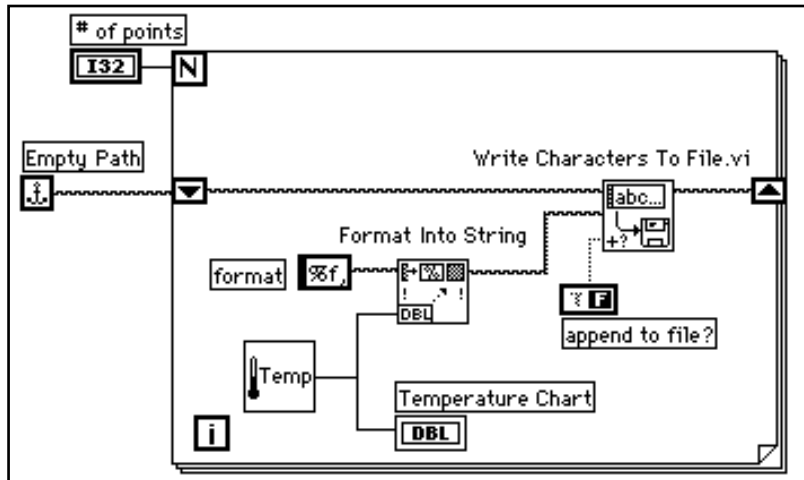 # of points
I32
N
Empty Path
Write Characters To File.vi
abc...
+?
Format Into String
format
%f,
%
! !
DBL
F
append to file?
Temp
Temperature Chart
DBL
i